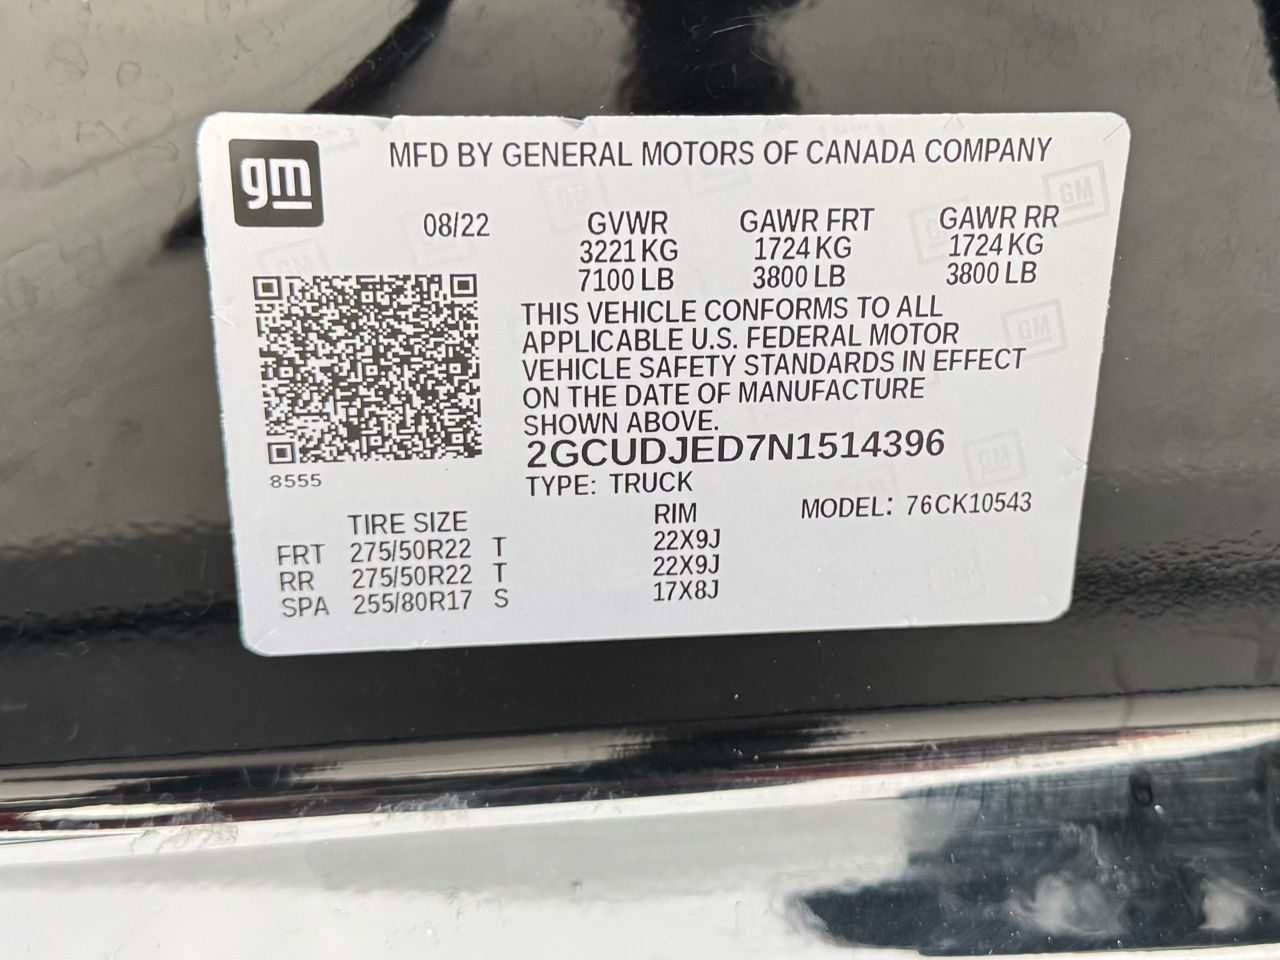 gm
MFD BY GENERAL MOTORS OF CANADA COMPANY
08/22 GVWR GAWR FRT GAWR RR
3221 KG 1724 KG 1724 KG
7100 LB 3800 LB 3800 LB
THIS VEHICLE CONFORMS TO ALL
APPLICABLE U.S. FEDERAL MOTOR
VEHICLE SAFETY STANDARDS IN EFFECT
ON THE DATE OF MANUFACTURE
SHOWN ABOVE.
2GCUDJED7N1514396
8555
TYPE: TRUCK
MODEL: 76CK10543
TIRE SIZE RIM
FRT 275/50R22 T 22X9J
RR 275/50R22 T 22X9J
SPA 255/80R17 S 17X8J
GM
GM
GM